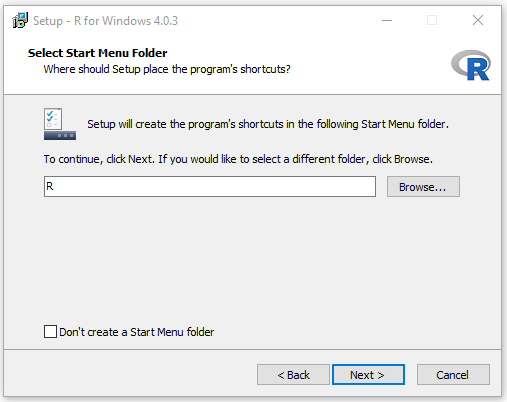 Setup - R for Windows 4.0.3
Select Start Menu Folder
Where should Setup place the program's shortcuts?
R
Setup will create the program's shortcuts in the following Start Menu folder.
To continue, click Next. If you would like to select a different folder, click Browse.
R
Browse...
Don't create a Start Menu folder
< Back
Next >
Cancel